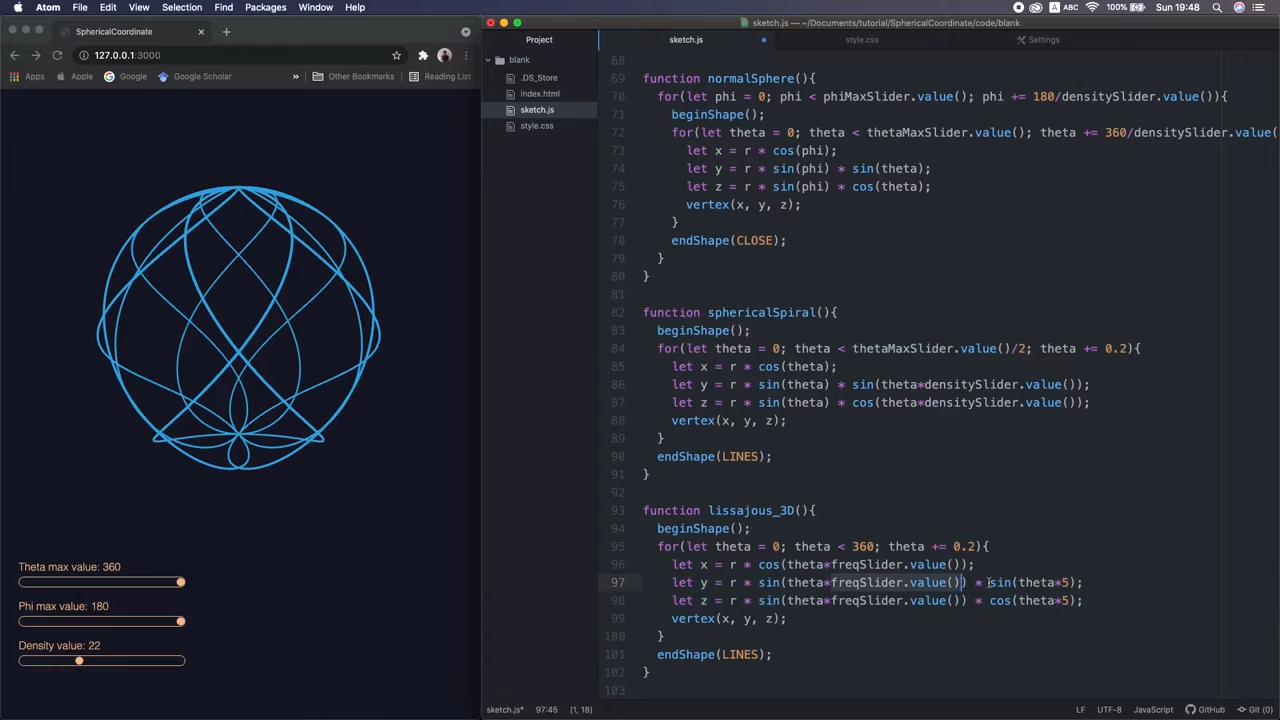 Atom File Edit View Selection Find Packages Window Help
ABC 100% Sun 19:48
SphericalCoordinate
127.0.0.1:3000
Apps Apple Google Google Scholar » Other Bookmarks Reading List
Theta max value: 360
Phi max value: 180
Density value: 22
sketch.js — ~/Documents/tutorial/SphericalCoordinate/code/blank
Project sketch.js style.css Settings
blank
.DS_Store
index.html
sketch.js
style.css
68
69 function normalSphere(){
70 for(let phi = 0; phi < phiMaxSlider.value(); phi += 180/densitySlider.value()){
71 beginShape();
72 for(let theta = 0; theta < thetaMaxSlider.value(); theta += 360/densitySlider.value(
73 let x = r * cos(phi);
74 let y = r * sin(phi) * sin(theta);
75 let z = r * sin(phi) * cos(theta);
76 vertex(x, y, z);
77 }
78 endShape(CLOSE);
79 }
80 }
81
82 function sphericalSpiral(){
83 beginShape();
84 for(let theta = 0; theta < thetaMaxSlider.value()/2; theta += 0.2){
85 let x = r * cos(theta);
86 let y = r * sin(theta) * sin(theta*densitySlider.value());
87 let z = r * sin(theta) * cos(theta*densitySlider.value());
88 vertex(x, y, z);
89 }
90 endShape(LINES);
91 }
92
93 function lissajous_3D(){
94 beginShape();
95 for(let theta = 0; theta < 360; theta += 0.2){
96 let x = r * cos(theta*freqSlider.value());
97 let y = r * sin(theta*freqSlider.value()) * sin(theta*5);
98 let z = r * sin(theta*freqSlider.value()) * cos(theta*5);
99 vertex(x, y, z);
100 }
101 endShape(LINES);
102 }
103
sketch.js* 97:45 (1, 18) LF UTF-8 JavaScript GitHub Git (0)